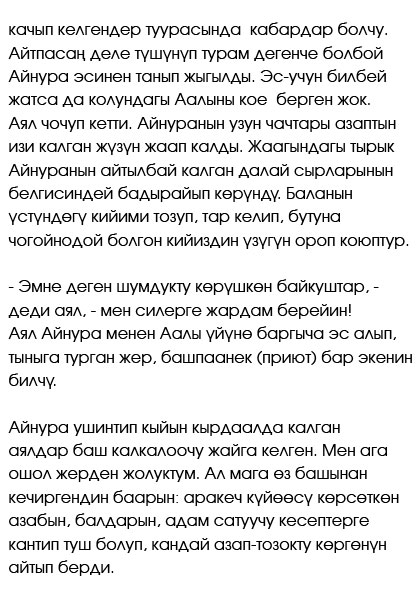 качып келгендер туурасында  кабардар болчу.
Айтпасаң деле түшүнүп турам дегенче болбой
Айнура эсинен танып жыгылды. Эс-учун билбей
жатса да колундагы Аалыны кое  берген жок.
Аял чочуп кетти. Айнуранын узун чачтары азаптын
изи калган жүзүн жаап калды. Жаагындагы тырык
Айнуранын айтылбай калган далай сырларынын
белгисиндей бадырайып көрүндү. Баланын
үстүндөгү кийими тозуп, тар келип, бутуна
чогойнодой болгон кийиздин үзүгүн ороп коюптур.

- Эмне деген шумдукту көрүшкөн байкуштар, -
деди аял, - мен силерге жардам берейин!
Аял Айнура менен Аалы үйүнө баргыча эс алып,
тыныга турган жер, башпаанек (приют) бар экенин
билчү.

Айнура ушинтип кыйын кырдаалда калган
аялдар баш калкалоочу жайга келген. Мен ага
ошол жерден жолуктум. Ал мага өз башынан
кечиргендин баарын: аракеч күйөөсү көрсөткөн
азабын, балдарын, адам сатуучу кесептерге
кантип туш болуп, кандай азап-тозокту көргөнүн
айтып берди.